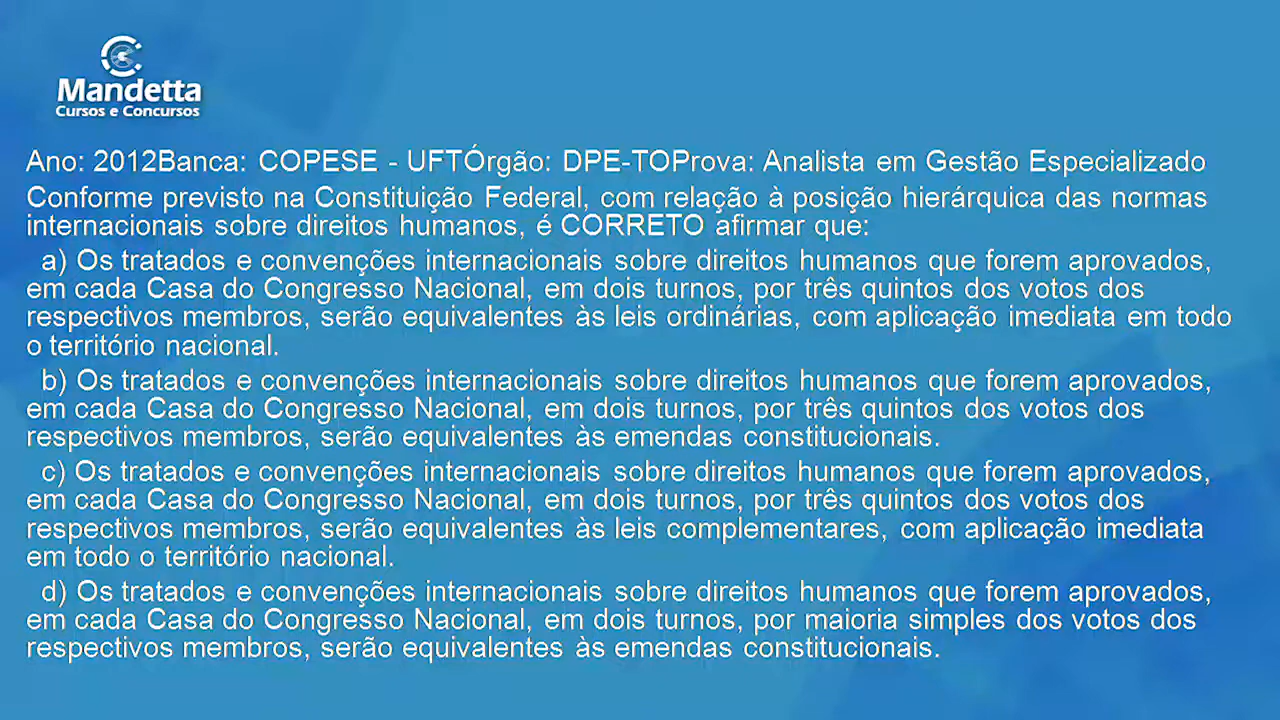 Mandetta
Cursos e Concursos
Ano: 2012Banca: COPESE - UFTÓrgão: DPE-TOProva: Analista em Gestão Especializado
Conforme previsto na Constituição Federal, com relação à posição hierárquica das normas
internacionais sobre direitos humanos, é CORRETO afirmar que:
a) Os tratados e convenções internacionais sobre direitos humanos que forem aprovados,
em cada Casa do Congresso Nacional, em dois turnos, por três quintos dos votos dos
respectivos membros, serão equivalentes às leis ordinárias, com aplicação imediata em todo
o território nacional.
b) Os tratados e convenções internacionais sobre direitos humanos que forem aprovados,
em cada Casa do Congresso Nacional, em dois turnos, por três quintos dos votos dos
respectivos membros, serão equivalentes às emendas constitucionais.
c) Os tratados e convenções internacionais sobre direitos humanos que forem aprovados,
em cada Casa do Congresso Nacional, em dois turnos, por três quintos dos votos dos
respectivos membros, serão equivalentes às leis complementares, com aplicação imediata
em todo o território nacional.
d) Os tratados e convenções internacionais sobre direitos humanos que forem aprovados,
em cada Casa do Congresso Nacional, em dois turnos, por maioria simples dos votos dos
respectivos membros, serão equivalentes às emendas constitucionais.